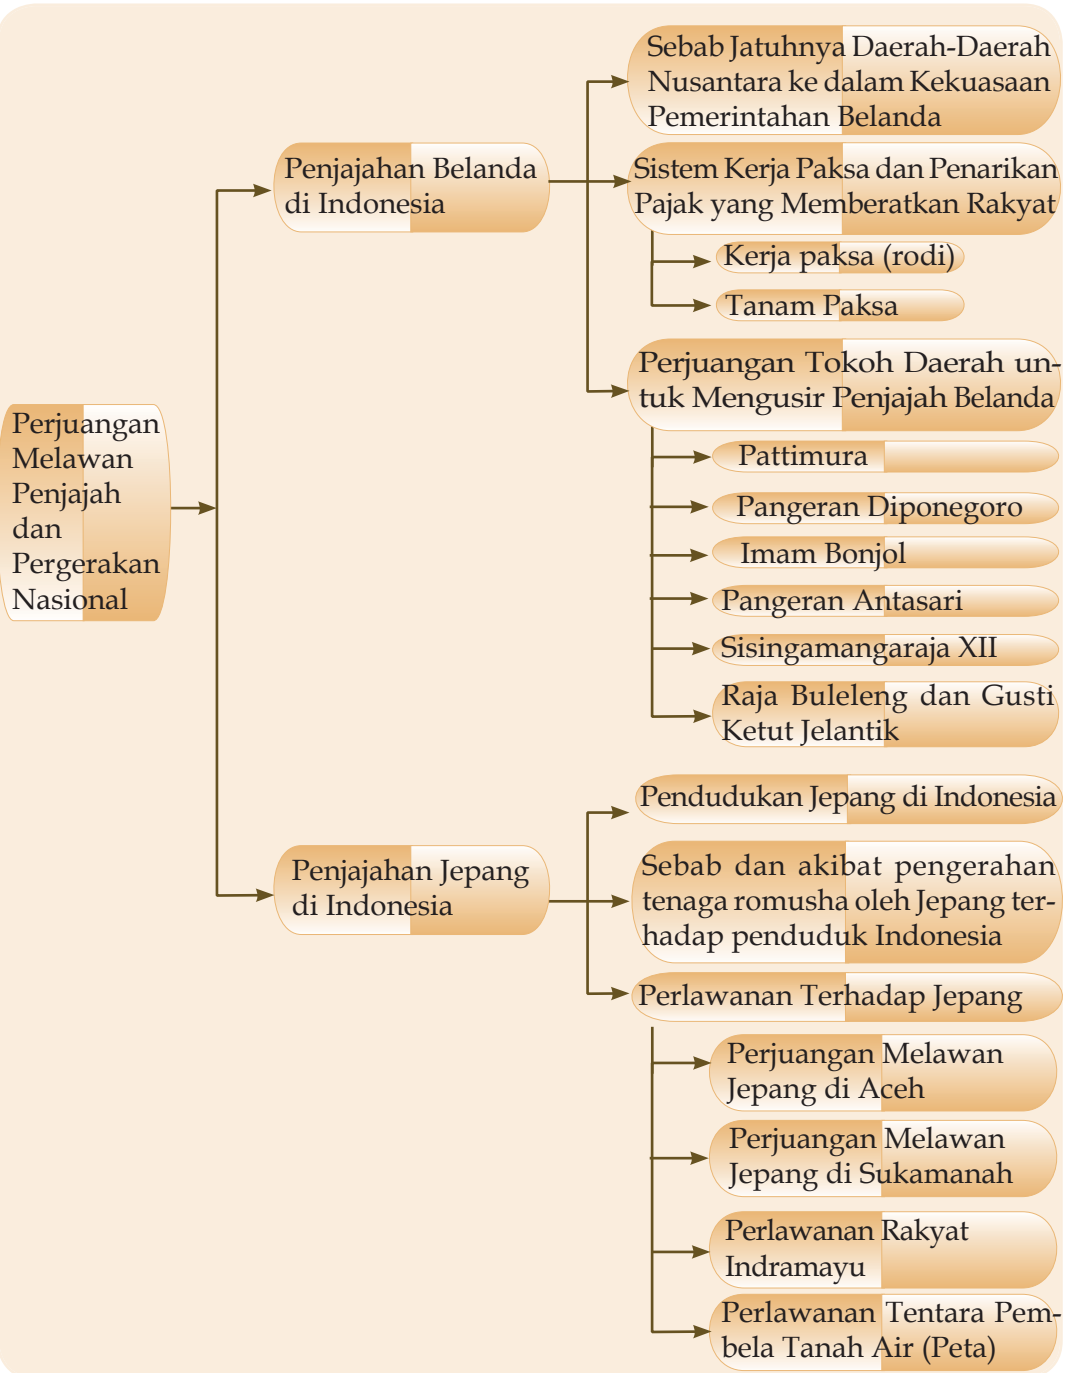 Perjuangan
Melawan
Penjajah
dan
Pergerakan
Nasional
Penjajahan Belanda
di Indonesia
Sebab Jatuhnya Daerah-Daerah
Nusantara ke dalam Kekuasaan
Pemerintahan Belanda
Sistem Kerja Paksa dan Penarikan
Pajak yang Memberatkan Rakyat
Kerja paksa (rodi)
Tanam Paksa
Perjuangan Tokoh Daerah un-
tuk Mengusir Penjajah Belanda
Pattimura
Pangeran Diponegoro
Imam Bonjol
Pangeran Antasari
Sisingamangaraja XII
Raja Buleleng dan Gusti
Ketut Jelantik
Penjajahan Jepang
di Indonesia
Pendudukan Jepang di Indonesia
Sebab dan akibat pengerahan
tenaga romusha oleh Jepang ter-
hadap penduduk Indonesia
Perlawanan Terhadap Jepang
Perjuangan Melawan
Jepang di Aceh
Perjuangan Melawan
Jepang di Sukamanah
Perlawanan Rakyat
Indramayu
Perlawanan Tentara Pem-
bela Tanah Air (Peta)